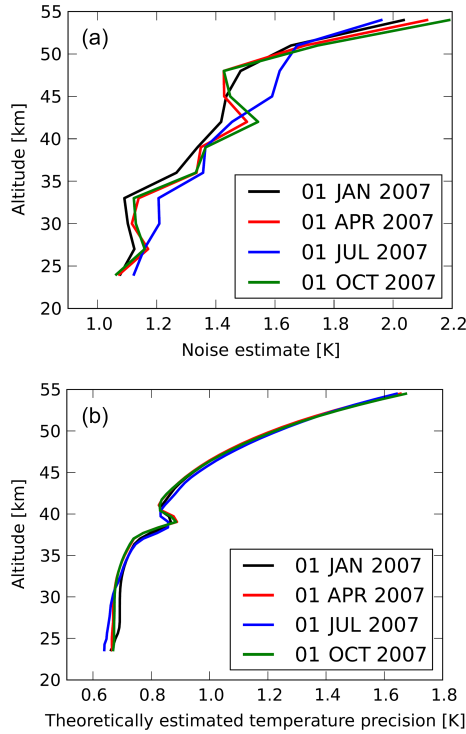 55
(a)
50
45
40
35
30
25
20
Altitude [km]
01 JAN 2007
01 APR 2007
01 JUL 2007
01 OCT 2007
1.0 1.2 1.4 1.6 1.8 2.0 2.2
Noise estimate [K]
55
(b)
50
45
40
35
30
25
20
Altitude [km]
01 JAN 2007
01 APR 2007
01 JUL 2007
01 OCT 2007
0.6 0.8 1.0 1.2 1.4 1.6 1.8
Theoretically estimated temperature precision [K]